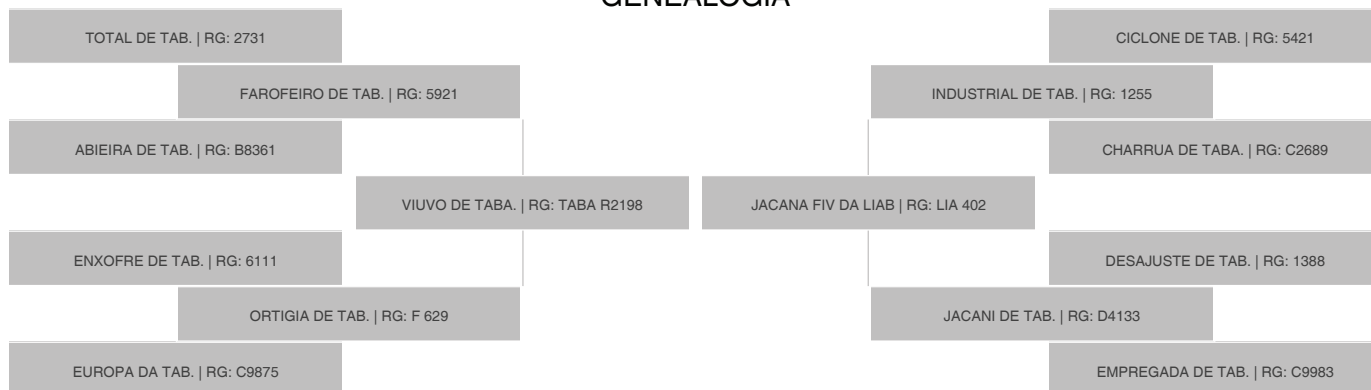 GENEALOGIA
TOTAL DE TAB. | RG: 2731
CICLONE DE TAB. | RG: 5421
FAROFEIRO DE TAB. | RG: 5921
INDUSTRIAL DE TAB. | RG: 1255
ABIEIRA DE TAB. | RG: B8361
CHARRUA DE TABA. | RG: C2689
VIUVO DE TABA. | RG: TABA R2198
JACANA FIV DA LIAB | RG: LIA 402
ENXOFRE DE TAB. | RG: 6111
DESAJUSTE DE TAB. | RG: 1388
ORTIGIA DE TAB. | RG: F 629
JACANI DE TAB. | RG: D4133
EUROPA DA TAB. | RG: C9875
EMPREGADA DE TAB. | RG: C9983